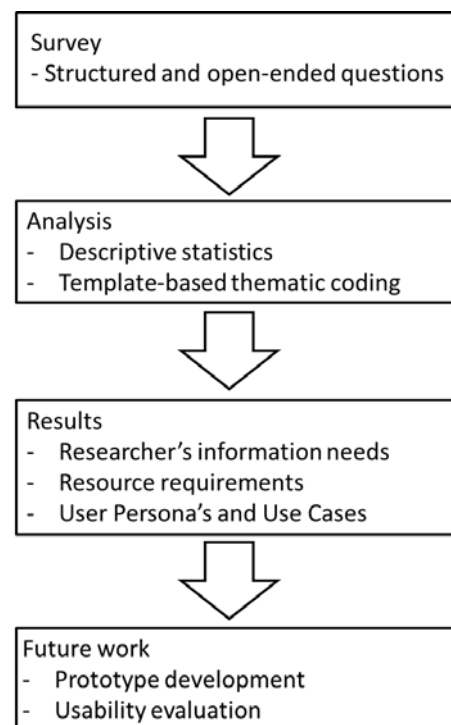 Survey
- Structured and open-ended questions
Analysis
- Descriptive statistics
- Template-based thematic coding
Results
- Researcher's information needs
- Resource requirements
- User Persona's and Use Cases
Future work
- Prototype development
- Usability evaluation